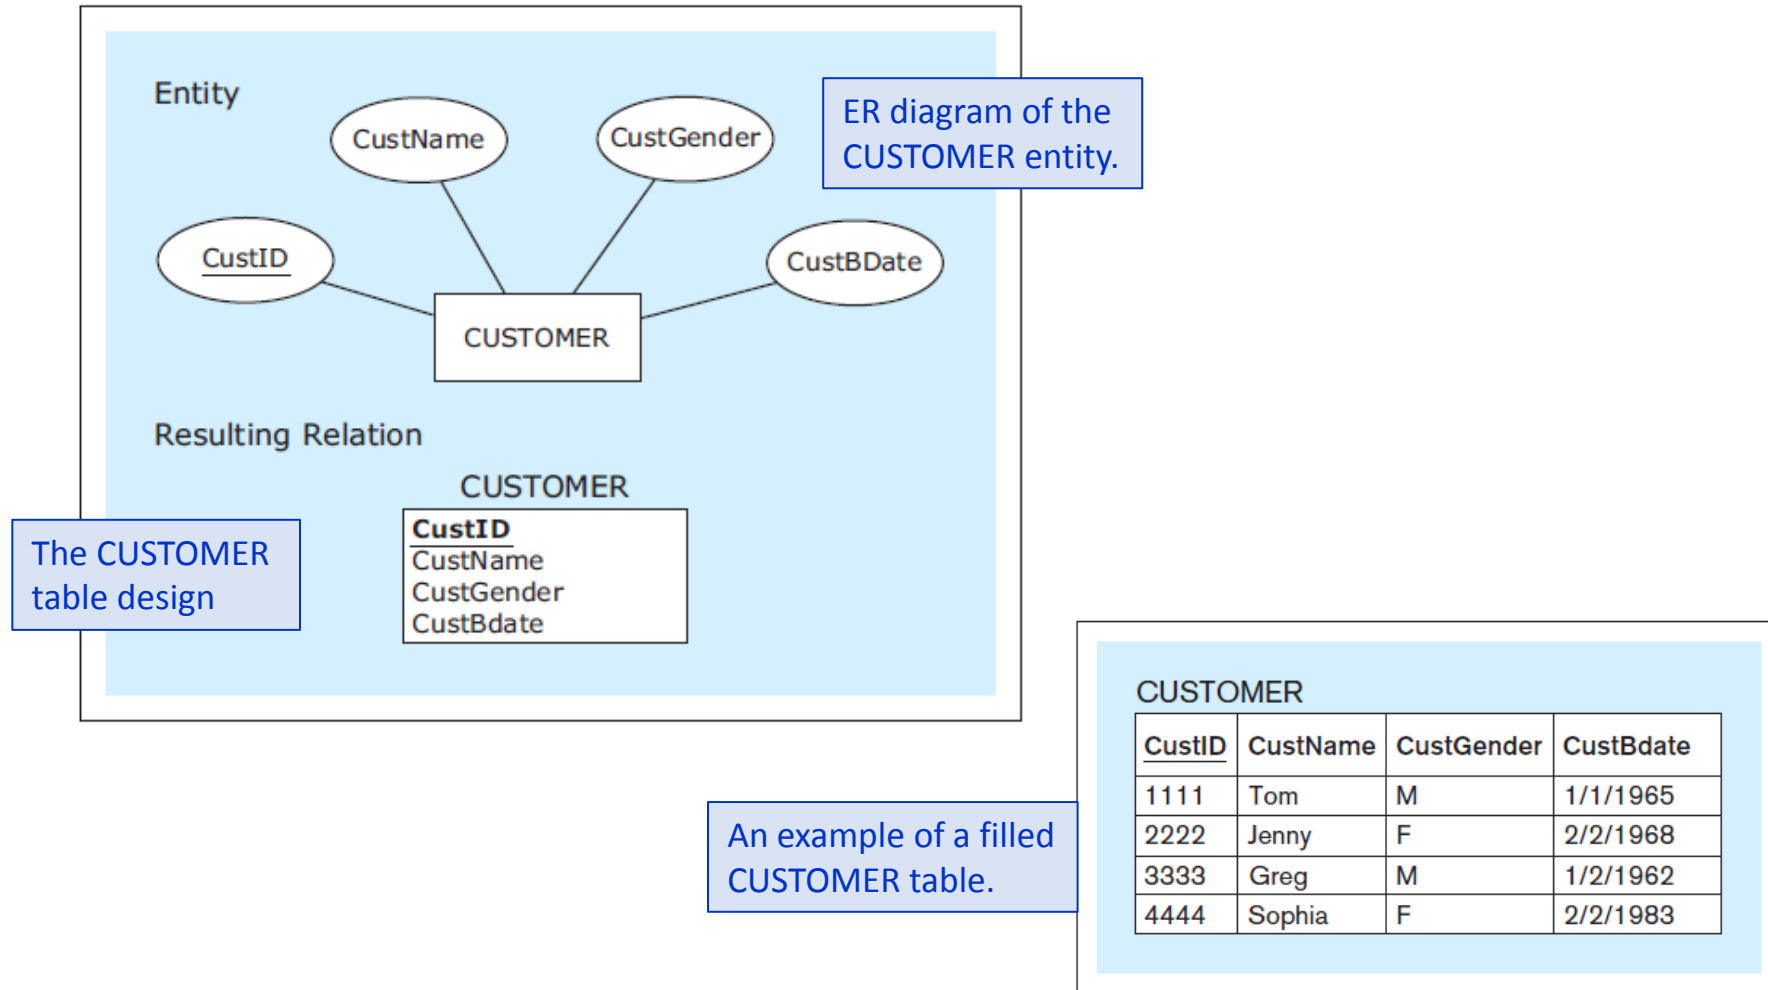 Entity
CustName
CustGender
ER diagram of the
CUSTOMER entity.
CustID
CustBDate
CUSTOMER
Resulting Relation
CUSTOMER
CustID
CustName
CustGender
CustBdate
The CUSTOMER
table design
CUSTOMER
CustID CustName CustGender CustBdate
1111 Tom M 1/1/1965
2222 Jenny F 2/2/1968
3333 Greg M 1/2/1962
4444 Sophia F 2/2/1983
An example of a filled
CUSTOMER table.